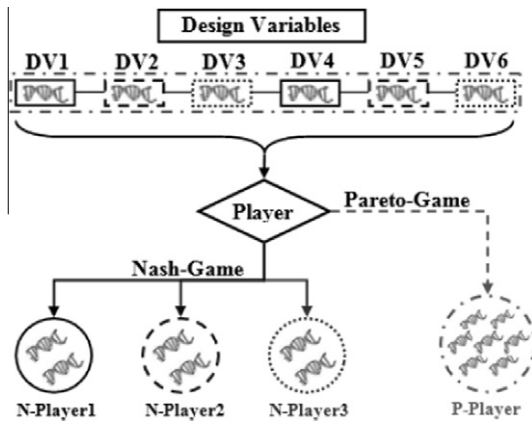 Design Variables
DV1 DV2 DV3 DV4 DV5 DV6
Player
Pareto-Game
Nash-Game
N-Player1 N-Player2 N-Player3 P-Player